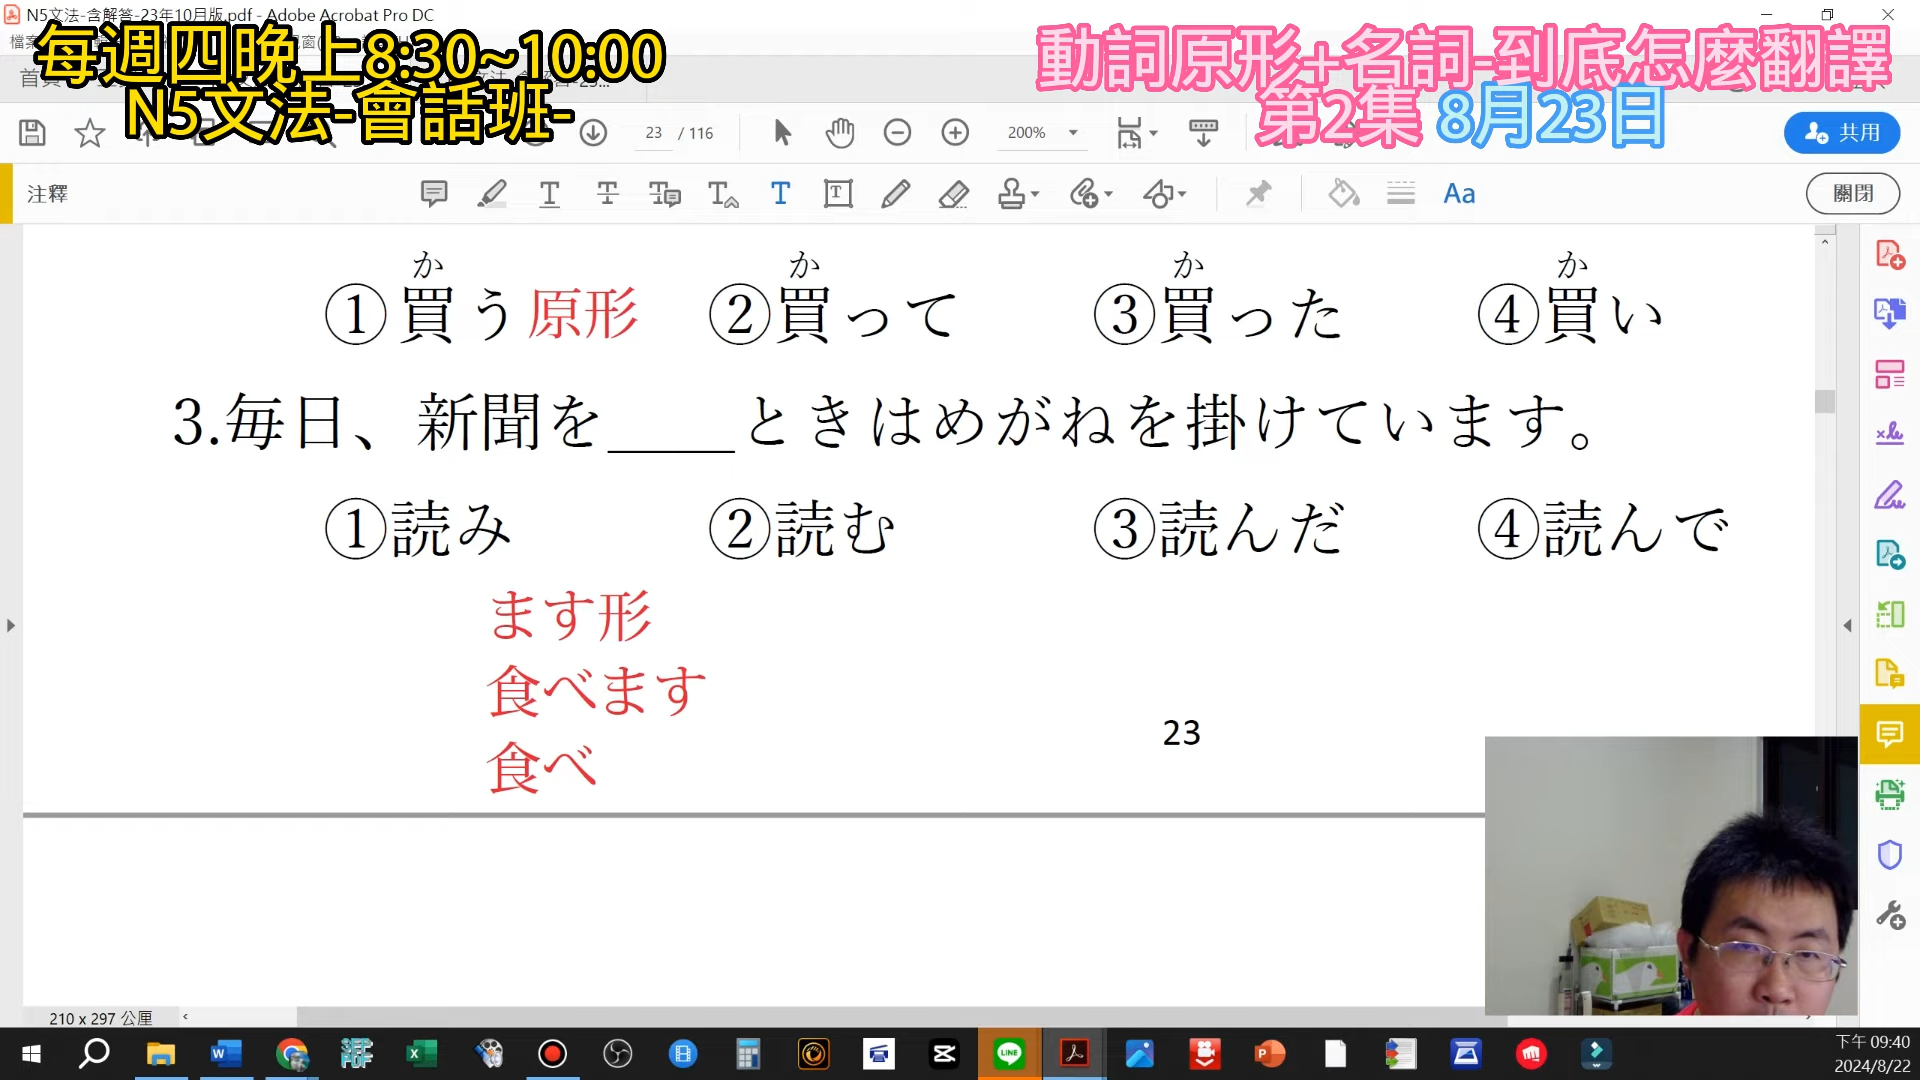 N5文法-含解答-23年10月版.pdf - Adobe Acrobat Pro DC
每週四晚上8:30~10:00
N5文法-會話班-
動詞原形+名詞-到底怎麼翻譯
第2集 8月23日
23 / 116
200%
共用
注釋
Aa
關閉
か か か か
①買う原形 ②買って ③買った ④買い
3.毎日、新聞を____ときはめがねを掛けています。
①読み ②読む ③読んだ ④読んで
ます形
食べます
食べ
23
210 x 297 公厘
LINE
下午 09:40
2024/8/22